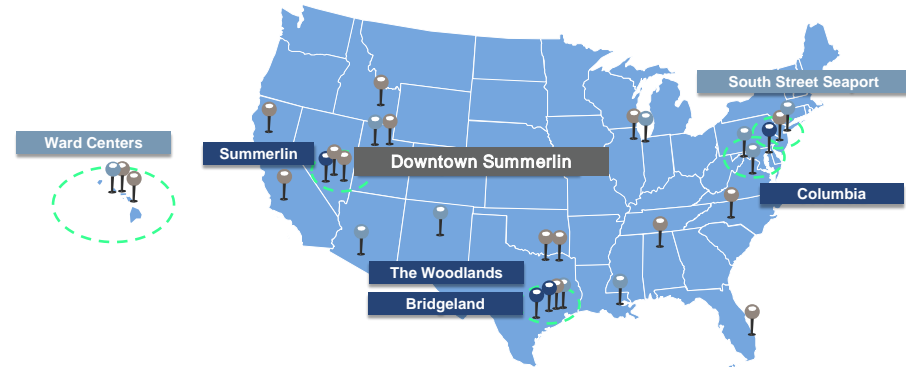 South Street Seaport
Ward Centers
Summerlin
Downtown Summerlin
Columbia
The Woodlands
Bridgeland